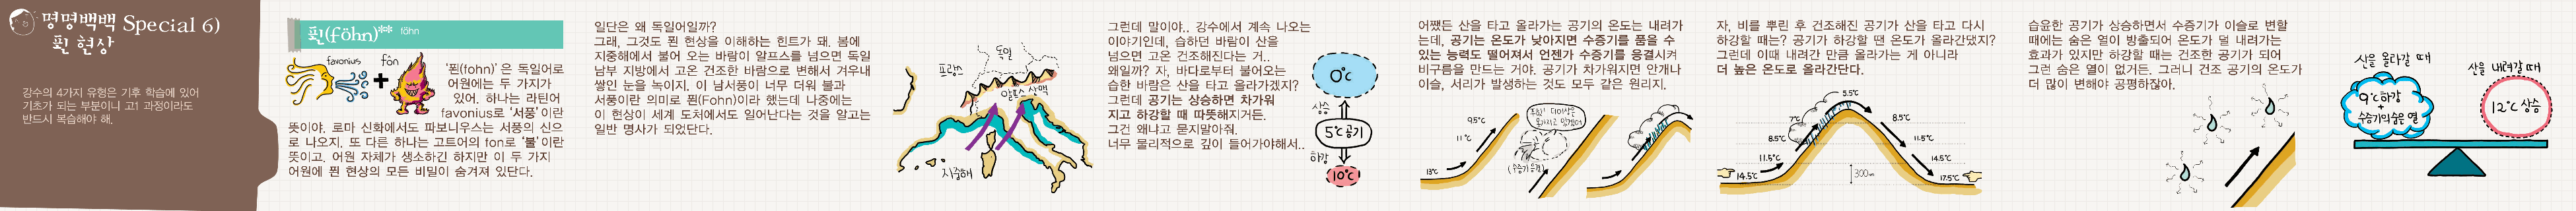 명명백백 Special 6)
푄 현상
강수의 4가지 유형은 기후 학습에 있어
기초가 되는 부분이니 고1 과정이라도
반드시 복습해야 해.
푄(föhn)** föhn
favonius
fōn
+
'푄(fohn)' 은 독일어로
어원에는 두 가지가
있어. 하나는 라틴어
favonius로 '서풍' 이란
뜻이야. 로마 신화에서도 파보니우스는 서풍의 신으
로 나오지. 또 다른 하나는 고트어의 fon로 '불' 이란
뜻이고. 어원 자체가 생소하긴 하지만 이 두 가지
어원에 푄 현상의 모든 비밀이 숨겨져 있단다.
일단은 왜 독일어일까?
그래, 그것도 푄 현상을 이해하는 힌트가 돼. 봄에
지중해에서 불어 오는 바람이 알프스를 넘으면 독일
남부 지방에서 고온 건조한 바람으로 변해서 겨우내
쌓인 눈을 녹이지. 이 남서풍이 너무 더워 불과
서풍이란 의미로 푄(Fohn)이라 했는데 나중에는
이 현상이 세계 도처에서도 일어난다는 것을 알고는
일반 명사가 되었단다.
독일
프랑스
알프스 산맥
지중해
그런데 말이야.. 강수에서 계속 나오는
이야기인데, 습하던 바람이 산을
넘으면 고온 건조해진다는 거..
왜일까? 자, 바다로부터 불어오는
습한 바람은 산을 타고 올라가겠지?
그런데 공기는 상승하면 차가워
지고 하강할 때 따뜻해지거든.
그건 왜냐고 묻지말아줘.
너무 물리적으로 깊이 들어가야해서..
0℃
상승
5℃공기
하강
10℃
어쨌든 산을 타고 올라가는 공기의 온도는 내려가
는데, 공기는 온도가 낮아지면 수증기를 품을 수
있는 능력도 떨어져서 언젠가 수증기를 응결시켜
비구름을 만드는 거야. 공기가 차가워지면 안개나
이슬, 서리가 발생하는 것도 모두 같은 원리지.
9.5℃
11℃
13℃
(수증기 응결)
자, 비를 뿌린 후 건조해진 공기가 산을 타고 다시
하강할 때는? 공기가 하강할 땐 온도가 올라간댔지?
그런데 이때 내려간 만큼 올라가는 게 아니라
더 높은 온도로 올라간단다.
5.5℃
7℃
8.5℃
8.5℃
11.5℃
11.5℃
14.5℃
14.5℃
300m
17.5℃
습윤한 공기가 상승하면서 수증기가 이슬로 변할
때에는 숨은 열이 방출되어 온도가 덜 내려가는
효과가 있지만 하강할 때는 건조한 공기가 되어
그런 숨은 열이 없거든. 그러니 건조 공기의 온도가
더 많이 변해야 공평하잖아.
산을 올라갈 때
9℃하강
+
수증기의숨은 열
산을 내려갈 때
12℃ 상승